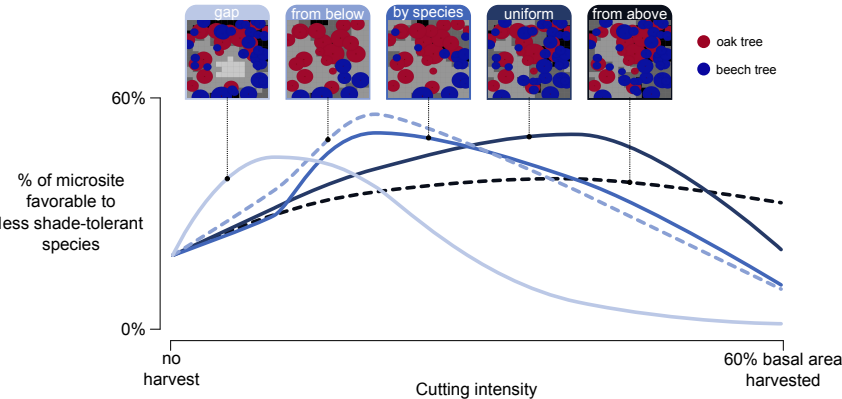 gap
from below
by species
uniform
from above
oak tree
beech tree
60%
% of microsite
favorable to
less shade-tolerant
species
0%
no
harvest
60% basal area
harvested
Cutting intensity